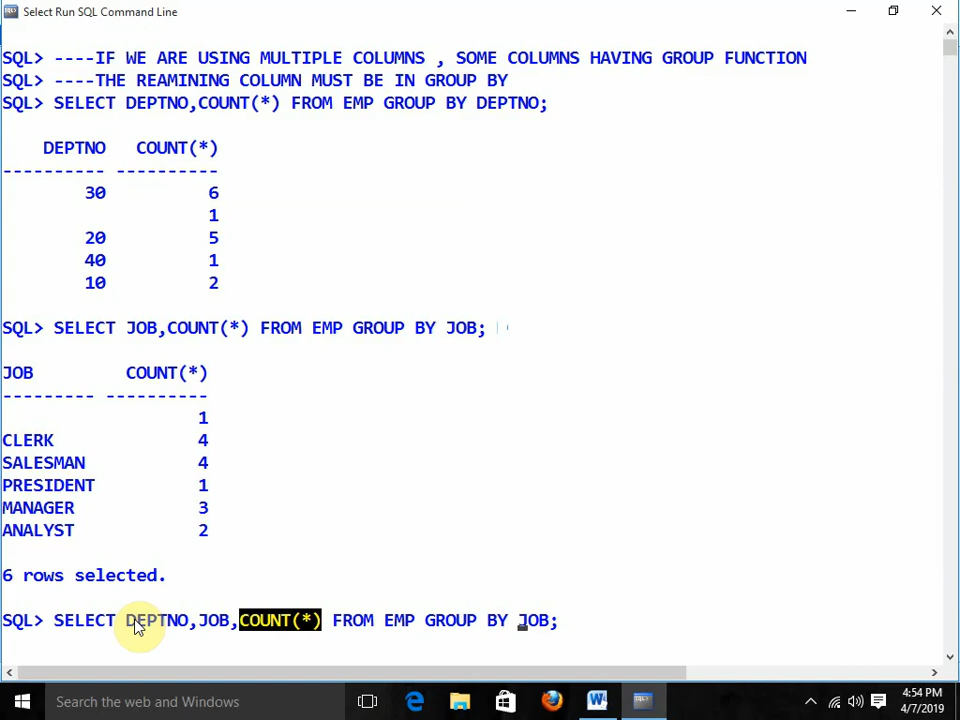 Select Run SQL Command Line
SQL> ----IF WE ARE USING MULTIPLE COLUMNS , SOME COLUMNS HAVING GROUP FUNCTION
SQL> ----THE REAMINING COLUMN MUST BE IN GROUP BY
SQL> SELECT DEPTNO,COUNT(*) FROM EMP GROUP BY DEPTNO;
DEPTNO COUNT(*)
---------- ----------
30 6
1
20 5
40 1
10 2
SQL> SELECT JOB,COUNT(*) FROM EMP GROUP BY JOB;
JOB COUNT(*)
--------- ----------
1
CLERK 4
SALESMAN 4
PRESIDENT 1
MANAGER 3
ANALYST 2
6 rows selected.
SQL> SELECT DEPTNO,JOB,COUNT(*) FROM EMP GROUP BY JOB;
Search the web and Windows
4:54 PM
4/7/2019